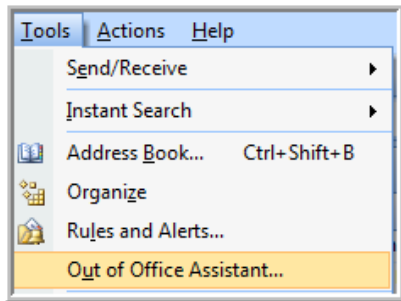 Tools Actions Help
Send/Receive
Instant Search
Address Book... Ctrl+Shift+B
Organize
Rules and Alerts...
Out of Office Assistant...